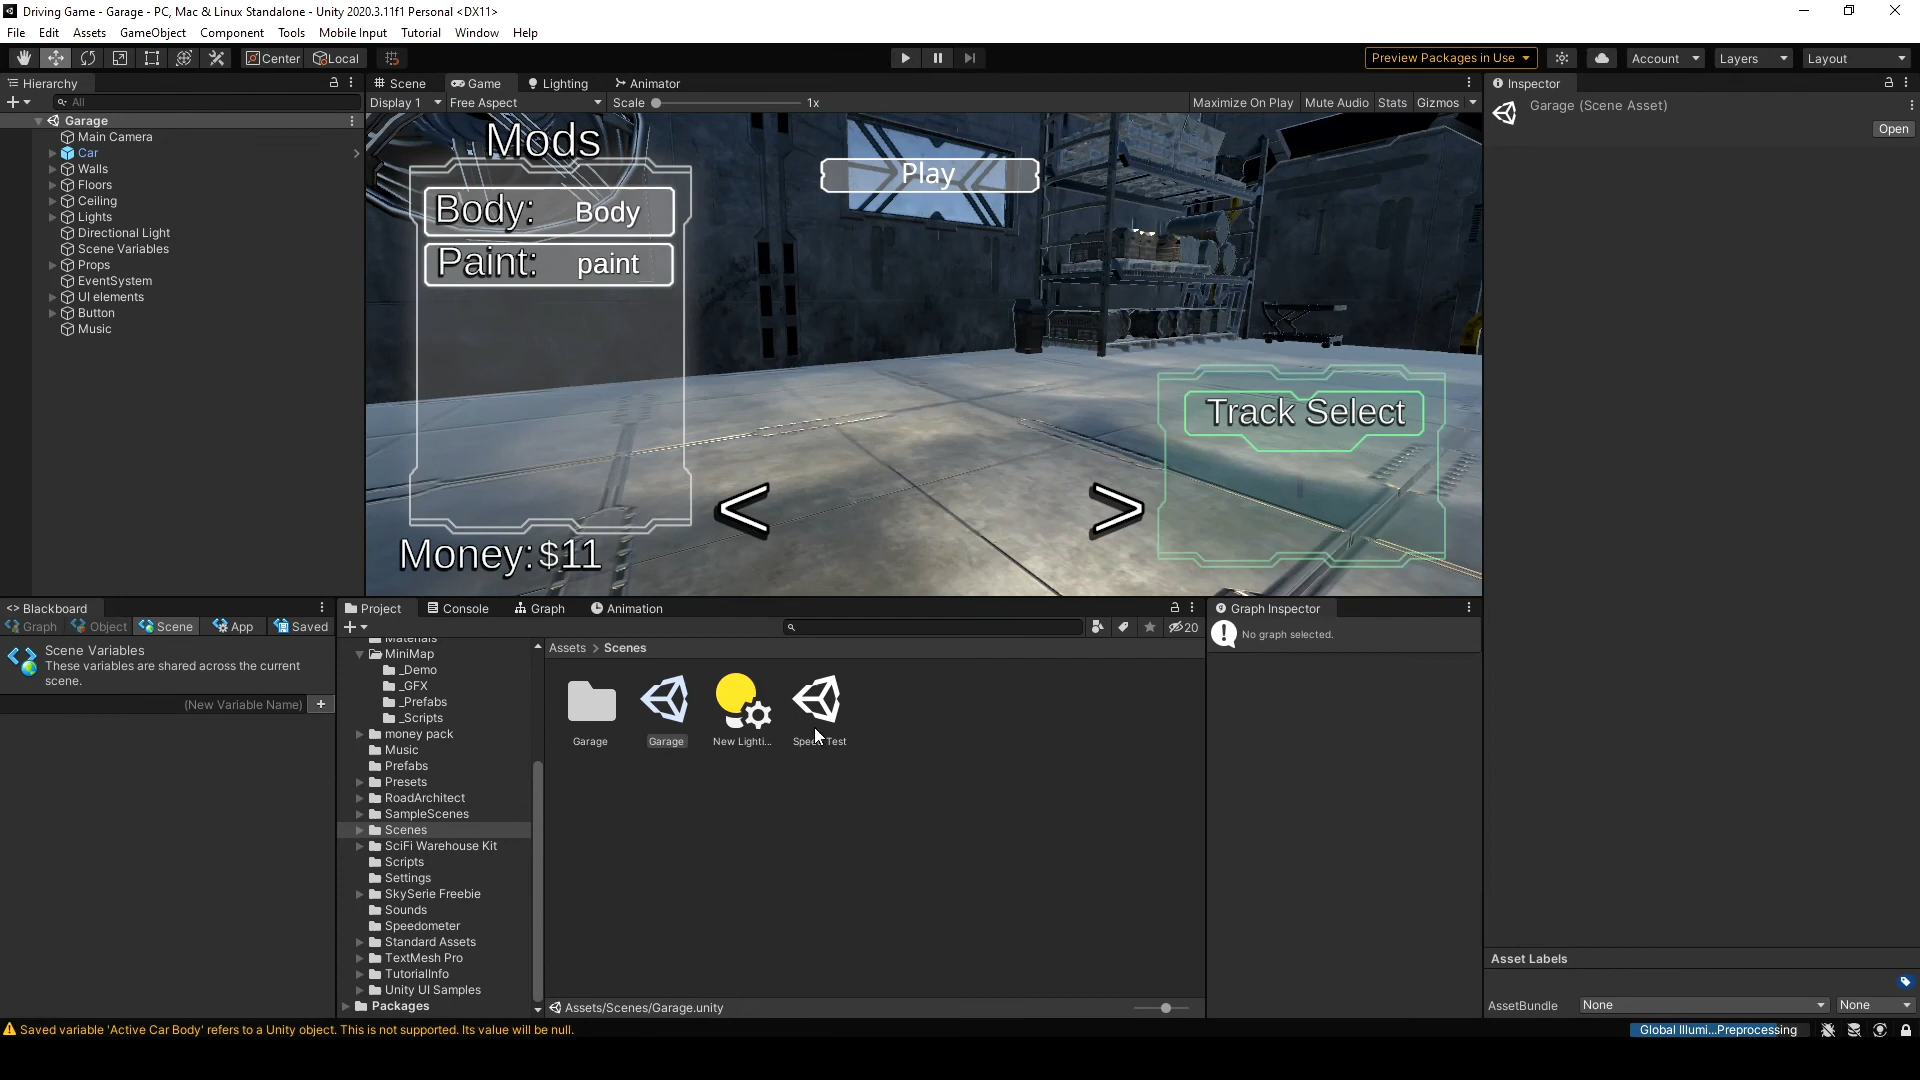 Driving Game - Garage - PC, Mac & Linux Standalone - Unity 2020.3.11f1 Personal <DX11>
File Edit Assets GameObject Component Tools Mobile Input Tutorial Window Help
Center Local Preview Packages in Use Account Layers Layout
Hierarchy Scene Game Lighting Animator Inspector
All Display 1 Free Aspect Scale 1x Maximize On Play Mute Audio Stats Gizmos Garage (Scene Asset)
Open
Garage
Main Camera
Car
Walls
Floors
Ceiling
Lights
Directional Light
Scene Variables
Props
EventSystem
UI elements
Button
Music
Mods
Play
Body: Body
Paint: paint
Track Select
< >
Money:$11
<> Blackboard Project Console Graph Animation Graph Inspector
Graph Object Scene App Saved 20
No graph selected.
Scene Variables
These variables are shared across the current
scene.
(New Variable Name) +
Materials
MiniMap
_Demo
_GFX
_Prefabs
_Scripts
money pack
Music
Prefabs
Presets
RoadArchitect
SampleScenes
Scenes
SciFi Warehouse Kit
Scripts
Settings
SkySerie Freebie
Sounds
Speedometer
Standard Assets
TextMesh Pro
TutorialInfo
Unity UI Samples
Packages
Assets > Scenes
Garage Garage New Lighti... Test
Assets/Scenes/Garage.unity
Asset Labels
AssetBundle None None
Saved variable 'Active Car Body' refers to a Unity object. This is not supported. Its value will be null.
Global Illumi...Preprocessing